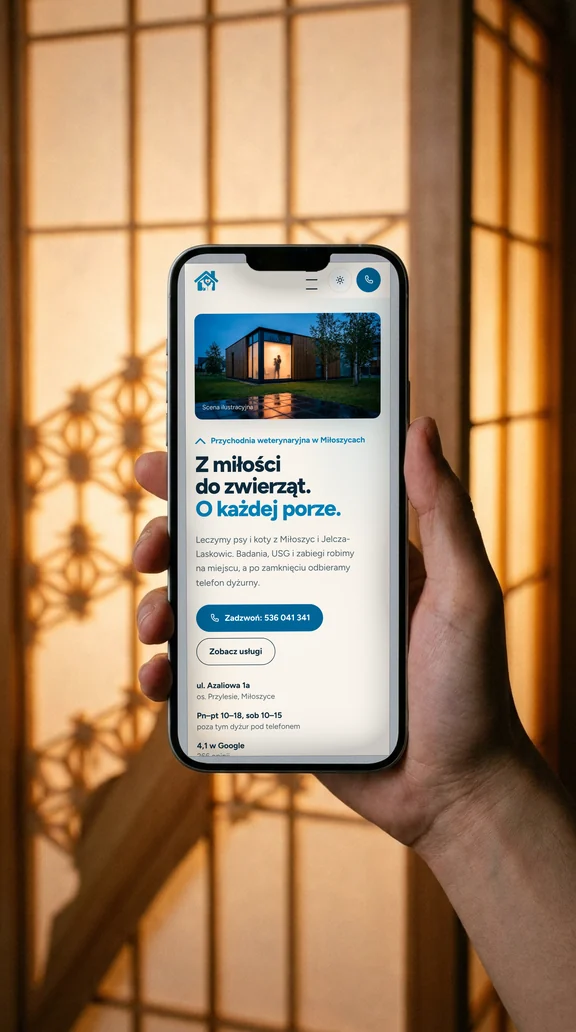 Scena ilustracyjna
Przychodnia weterynaryjna w Miłoszycach
Z miłości
do zwierząt.
O każdej porze.
Leczymy psy i koty z Miłoszyc i Jelcza-
Laskowic. Badania, USG i zabiegi robimy
na miejscu, a po zamknięciu odbieramy
telefon dyżurny.
Zadzwoń: 536 041 341
Zobacz usługi
ul. Azaliowa 1a
os. Przylesie, Miłoszyce
Pn–pt 10–18, sob 10–15
poza tym dyżur pod telefonem
4,1 w Google